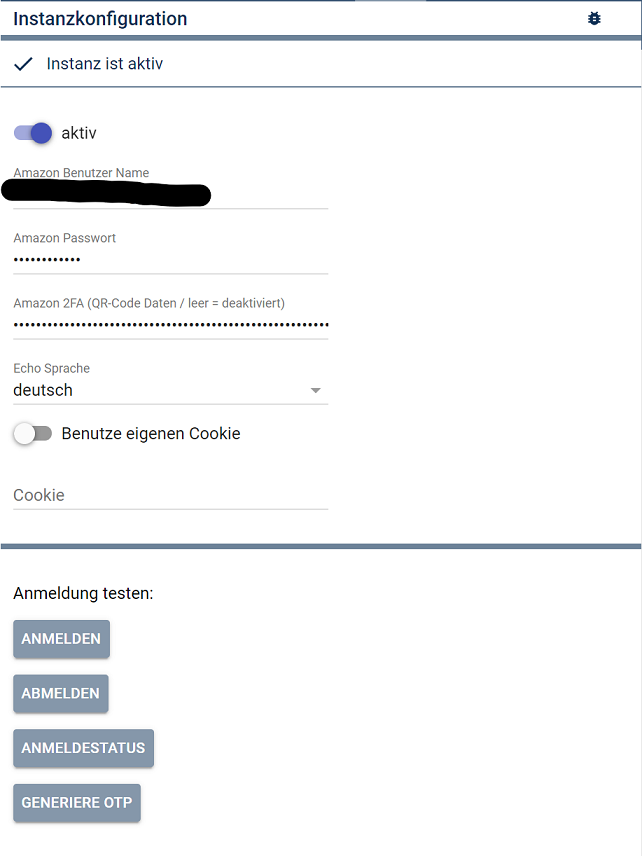 Instanzkonfiguration
Instanz ist aktiv
aktiv
Amazon Benutzer Name
Amazon Passwort
••••••••••••
Amazon 2FA (QR-Code Daten / leer = deaktiviert)
••••••••••••••••••••••••••••••••••••••••••••••••••••••••
Echo Sprache
deutsch
Benutze eigenen Cookie
Cookie
Anmeldung testen:
ANMELDEN
ABMELDEN
ANMELDESTATUS
GENERIERE OTP